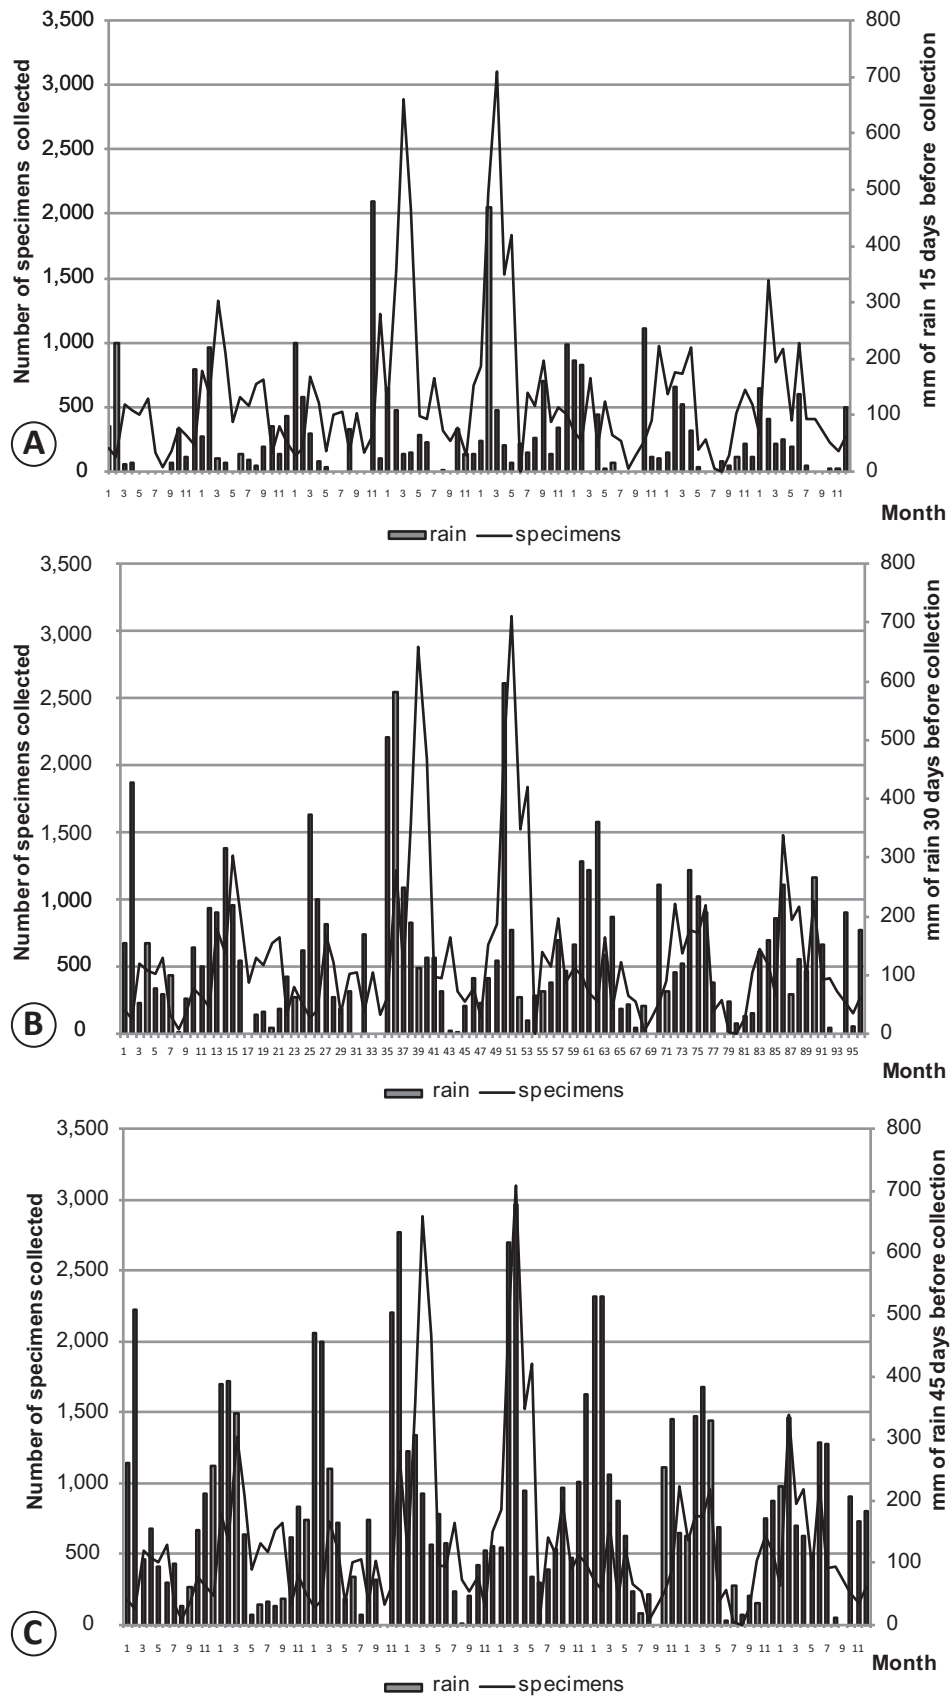 3,500
3,000
2,500
2,000
1,500
1,000
500
0
Number of specimens collected
800
700
600
500
400
300
200
100
0
mm of rain 15 days before collection
A
1 3 5 7 9 11 1 3 5 7 9 11 1 3 5 7 9 11 1 3 5 7 9 11 1 3 5 7 9 11 1 3 5 7 9 11 1 3 5 7 9 11 1 3 5 7 9 11
Month
rain specimens
3,500
3,000
2,500
2,000
1,500
1,000
500
0
Number of specimens collected
800
700
600
500
400
300
200
100
0
mm of rain 30 days before collection
B
1 3 5 7 9 11 13 15 17 19 21 23 25 27 29 31 33 35 37 39 41 43 45 47 49 51 53 55 57 59 61 63 65 67 69 71 73 75 77 79 81 83 85 87 89 91 93 95
Month
rain specimens
3,500
3,000
2,500
2,000
1,500
1,000
500
0
Number of specimens collected
800
700
600
500
400
300
200
100
0
mm of rain 45 days before collection
C
1 3 5 7 9 11 1 3 5 7 9 11 1 3 5 7 9 11 1 3 5 7 9 11 1 3 5 7 9 11 1 3 5 7 9 11 1 3 5 7 9 11 1 3 5 7 9 11
Month
rain specimens